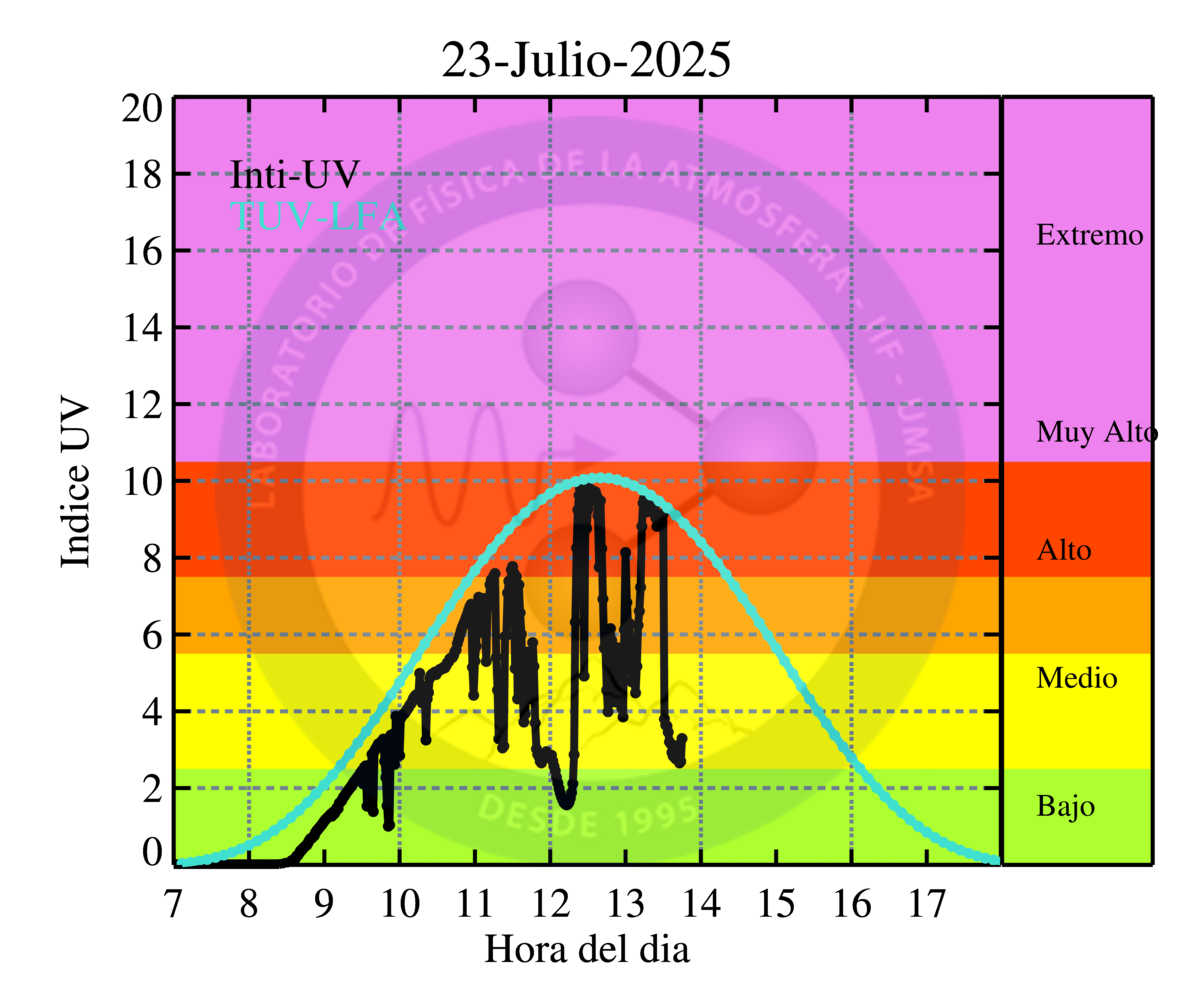 23-Julio-2025
Inti-UV
TUV-LFA
LABORATORIO DE FÍSICA DE LA ATMÓSFERA - IIF - UMSA
DESDE 1995
Indice UV
20
18
16
14
12
10
8
6
4
2
0
Extremo
Muy Alto
Alto
Medio
Bajo
7 8 9 10 11 12 13 14 15 16 17
Hora del dia